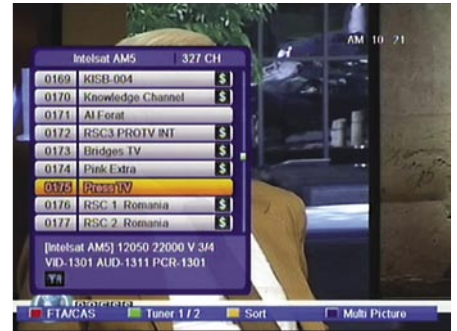 AM 10 21
Intelsat AM5 327 CH
0169 KISB-004 $
0170 Knowledge Channel $
0171 Al Forat
0172 RSC3 PROTV INT $
0173 Bridges TV $
0174 Pink Extra $
0175 Press TV
0176 RSC 1 Romania $
0177 RSC 2 Romania $
[Intelsat AM5] 12050 22000 V 3/4
VID-1301 AUD-1311 PCR-1301
FTA/CAS Tuner 1 / 2 Sort Multi Picture